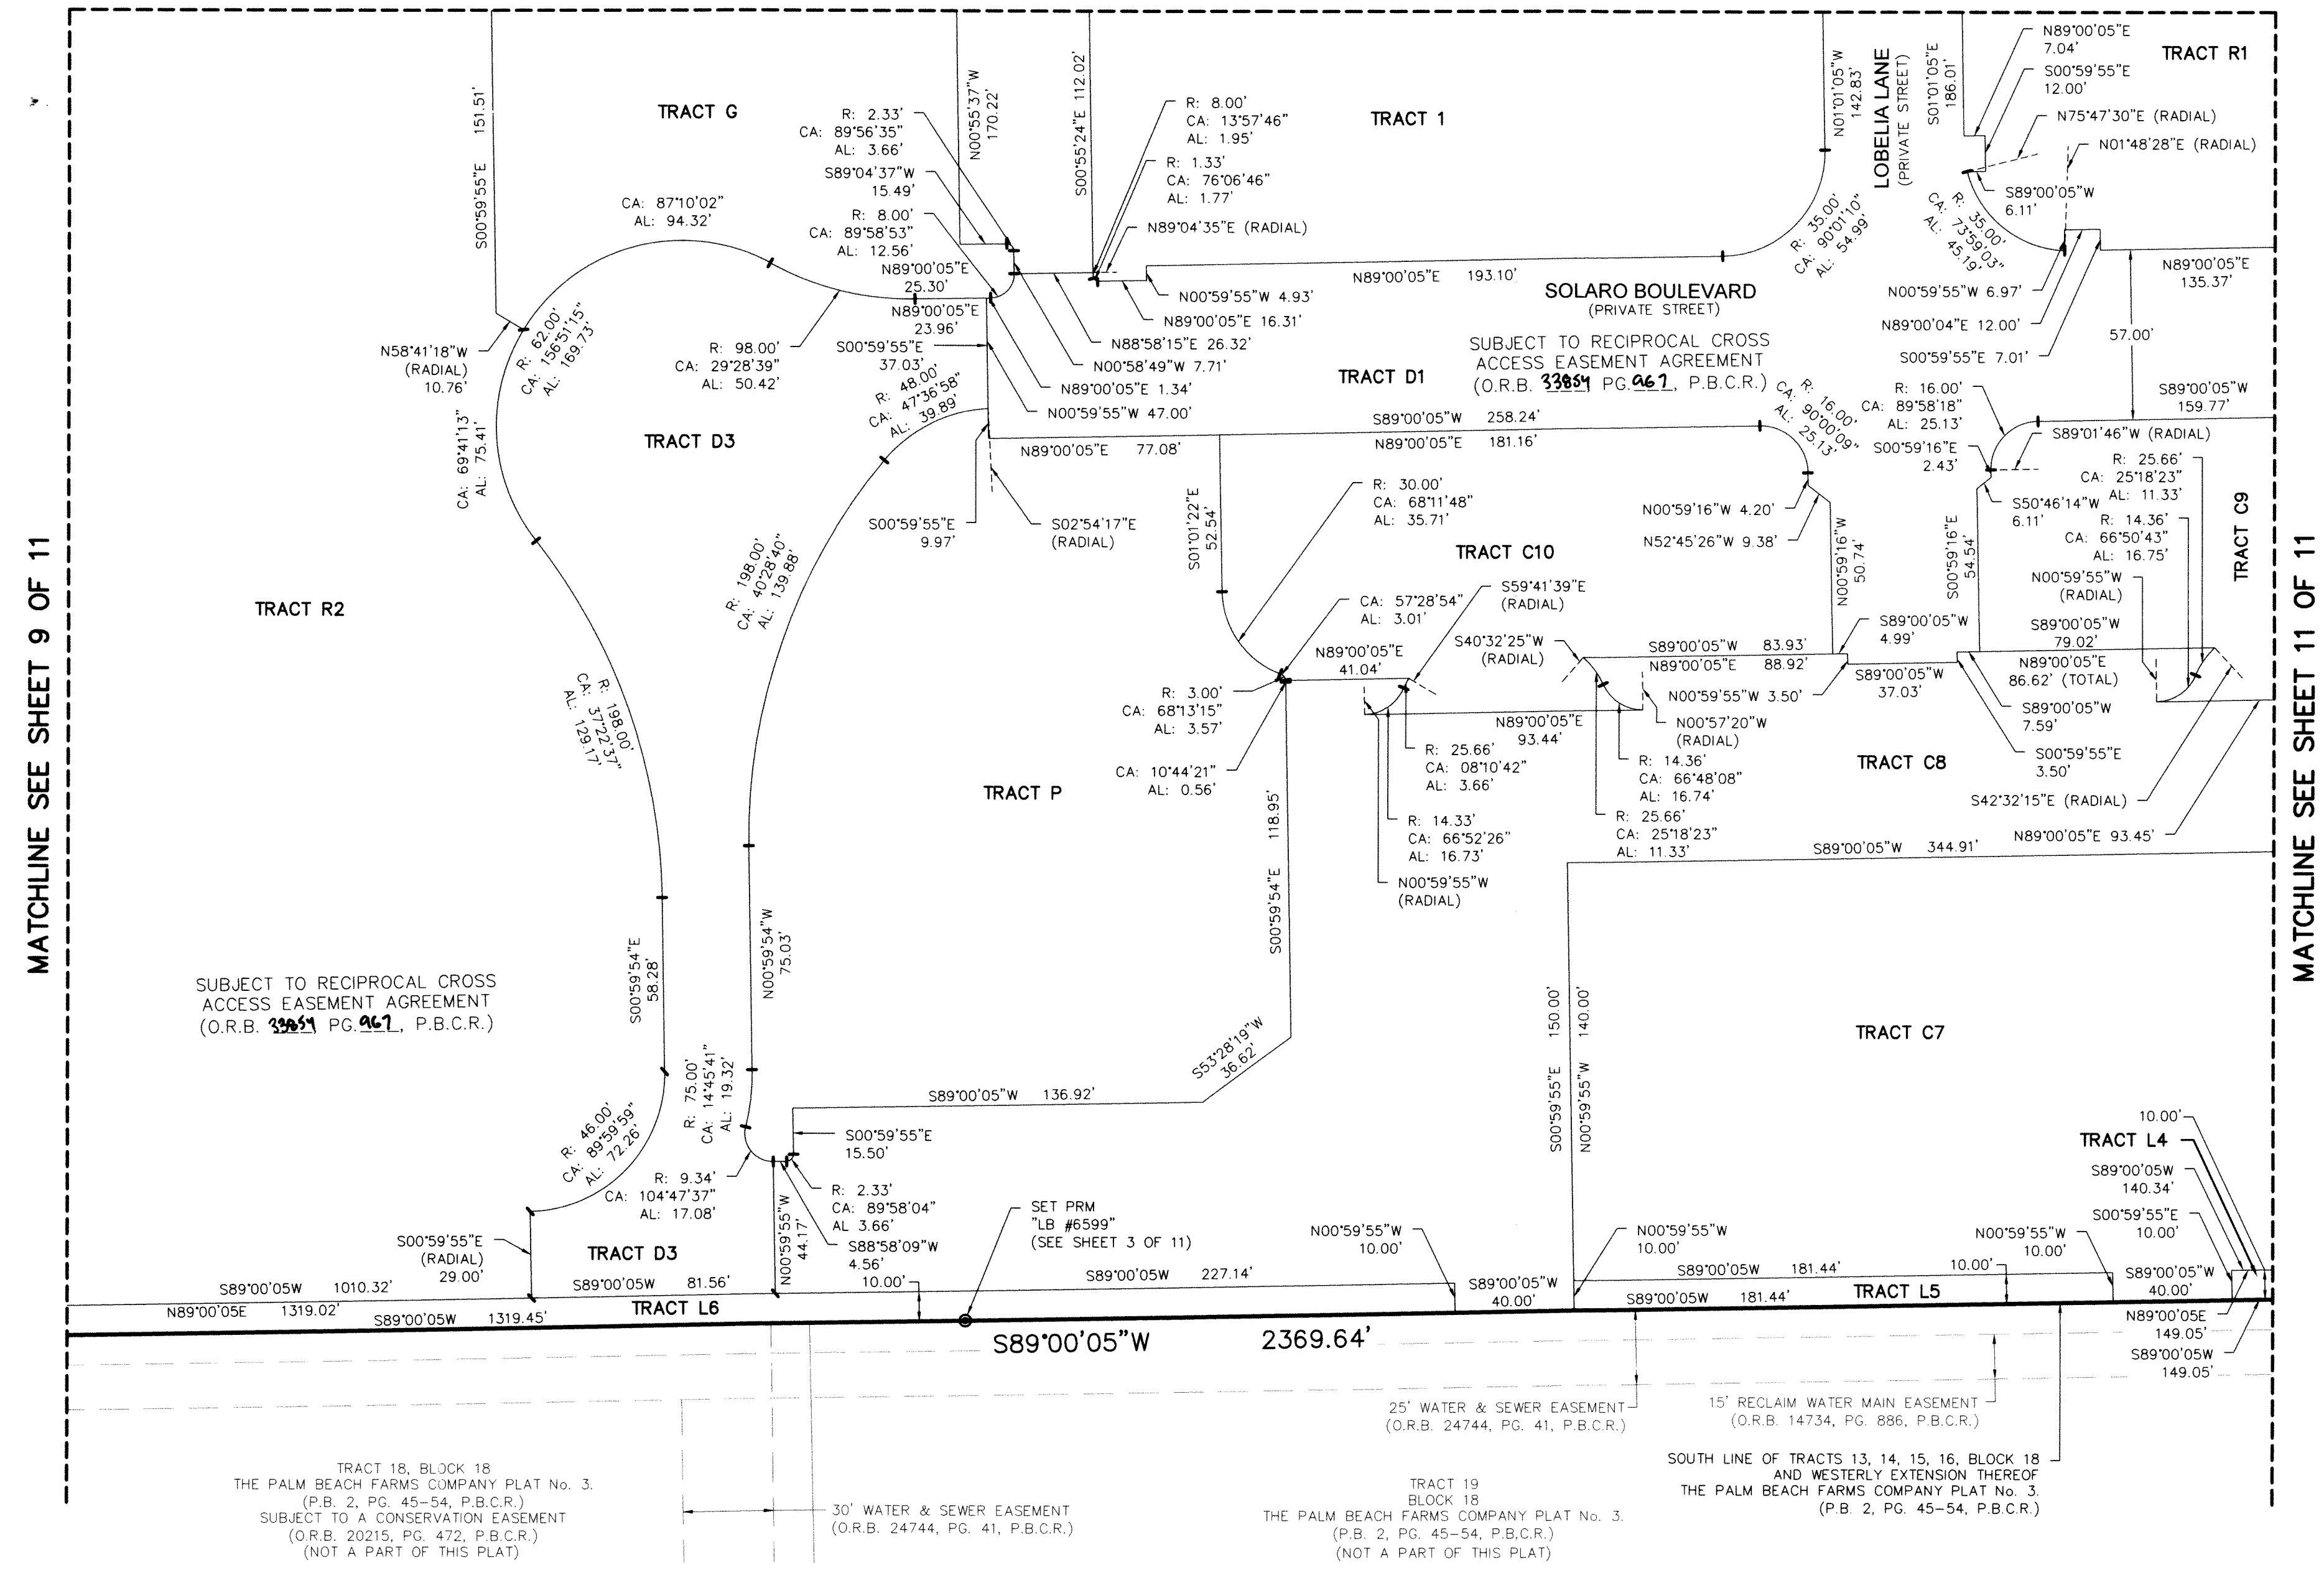 MATCHLINE SEE SHEET 9 OF 11
MATCHLINE SEE SHEET 11 OF 11
S00°59'55"E 151.51'
TRACT G
CA: 87°10'02"
AL: 94.32'
R: 2.33'
CA: 89°56'35"
AL: 3.66'
S89°04'37"W
15.49'
R: 8.00'
CA: 89°58'53"
AL: 12.56'
N89°00'05"E
25.30'
N89°00'05"E
23.96'
N00°55'37"W
170.22'
S00°55'24"E 112.02'
R: 8.00'
CA: 13°57'46"
AL: 1.95'
R: 1.33'
CA: 76°06'46"
AL: 1.77'
N89°04'35"E (RADIAL)
TRACT 1
N01°01'05"W
142.83'
LOBELIA LANE
(PRIVATE STREET)
S01°01'05"E
186.01'
N89°00'05"E
7.04'
S00°59'55"E
12.00'
TRACT R1
N75°47'30"E (RADIAL)
N01°48'28"E (RADIAL)
S89°00'05"W
6.11'
R: 35.00'
CA: 90°01'10"
AL: 54.99'
R: 35.00'
CA: 73°59'03"
AL: 45.19'
N89°00'05"E
135.37'
N00°59'55"W 6.97'
N89°00'04"E 12.00'
S00°59'55"E 7.01'
57.00'
N89°00'05"E 193.10'
SOLARO BOULEVARD
(PRIVATE STREET)
SUBJECT TO RECIPROCAL CROSS
ACCESS EASEMENT AGREEMENT
(O.R.B. 33854 PG. 967, P.B.C.R.)
N00°59'55"W 4.93'
N89°00'05"E 16.31'
N88°58'15"E 26.32'
N00°58'49"W 7.71'
N89°00'05"E 1.34'
N00°59'55"W 47.00'
TRACT D1
N58°41'18"W
(RADIAL)
10.76'
R: 62.00'
CA: 156°51'15"
AL: 169.73'
R: 98.00'
CA: 29°28'39"
AL: 50.42'
S00°59'55"E
37.03'
R: 48.00'
CA: 47°36'58"
AL: 39.89'
CA: 69°41'13"
AL: 75.41'
TRACT D3
S89°00'05"W 258.24'
N89°00'05"E 77.08'
N89°00'05"E 181.16'
R: 16.00'
CA: 90°00'09"
AL: 25.13'
R: 16.00'
CA: 89°58'18"
AL: 25.13'
S89°00'05"W
159.77'
S89°01'46"W (RADIAL)
S00°59'16"E
2.43'
R: 25.66'
CA: 25°18'23"
AL: 11.33'
S50°46'14"W
6.11'
R: 14.36'
CA: 66°50'43"
AL: 16.75'
TRACT C9
S00°59'55"E
9.97'
S02°54'17"E
(RADIAL)
S01°01'22"E
52.54'
R: 30.00'
CA: 68°11'48"
AL: 35.71'
N00°59'16"W 4.20'
N52°45'26"W 9.38'
TRACT C10
N00°59'16"W
50.74'
S00°59'16"E
54.54'
N00°59'55"W
(RADIAL)
TRACT R2
R: 198.00'
CA: 40°28'40"
AL: 139.88'
R: 198.00'
CA: 37°22'37"
AL: 129.17'
CA: 57°28'54"
AL: 3.01'
S59°41'39"E
(RADIAL)
N89°00'05"E
41.04'
S40°32'25"W
(RADIAL)
S89°00'05"W 83.93'
N89°00'05"E 88.92'
S89°00'05"W
4.99'
S89°00'05"W
79.02'
N89°00'05"E
86.62' (TOTAL)
R: 3.00'
CA: 68°13'15"
AL: 3.57'
N89°00'05"E
93.44'
N00°59'55"W 3.50'
S89°00'05"W
37.03'
S89°00'05"W
7.59'
N00°57'20"W
(RADIAL)
S00°59'55"E
3.50'
CA: 10°44'21"
AL: 0.56'
R: 25.66'
CA: 08°10'42"
AL: 3.66'
R: 14.36'
CA: 66°48'08"
AL: 16.74'
TRACT C8
S42°32'15"E (RADIAL)
TRACT P
S00°59'54"E 118.95'
R: 14.33'
CA: 66°52'26"
AL: 16.73'
R: 25.66'
CA: 25°18'23"
AL: 11.33'
N89°00'05"E 93.45'
S89°00'05"W 344.91'
N00°59'55"W
(RADIAL)
S00°59'54"E
58.28'
N00°59'54"W
75.03'
SUBJECT TO RECIPROCAL CROSS
ACCESS EASEMENT AGREEMENT
(O.R.B. 33854 PG. 967, P.B.C.R.)
S53°28'19"W
36.62'
S00°59'55"E 150.00'
N00°59'55"W 140.00'
TRACT C7
R: 75.00'
CA: 14°45'41"
AL: 19.32'
S89°00'05"W 136.92'
S00°59'55"E
15.50'
R: 46.00'
CA: 89°59'59"
AL: 72.26'
R: 9.34'
CA: 104°47'37"
AL: 17.08'
R: 2.33'
CA: 89°58'04"
AL 3.66'
S88°58'09"W
4.56'
N00°59'55"W
44.17'
SET PRM
"LB #6599"
(SEE SHEET 3 OF 11)
10.00'
TRACT L4
S89°00'05W
140.34'
S00°59'55"E
10.00'
S00°59'55"E
(RADIAL)
29.00'
TRACT D3
N00°59'55"W
10.00'
N00°59'55"W
10.00'
N00°59'55"W
10.00'
S89°00'05W 1010.32'
S89°00'05W 81.56'
10.00'
S89°00'05W 227.14'
S89°00'05"W
40.00'
S89°00'05W 181.44'
10.00'
S89°00'05"W
40.00'
N89°00'05E 1319.02'
S89°00'05W 1319.45'
TRACT L6
S89°00'05W 181.44'
TRACT L5
N89°00'05E
149.05'
S89°00'05W
149.05'
S89°00'05"W 2369.64'
25' WATER & SEWER EASEMENT
(O.R.B. 24744, PG. 41, P.B.C.R.)
15' RECLAIM WATER MAIN EASEMENT
(O.R.B. 14734, PG. 886, P.B.C.R.)
SOUTH LINE OF TRACTS 13, 14, 15, 16, BLOCK 18
AND WESTERLY EXTENSION THEREOF
THE PALM BEACH FARMS COMPANY PLAT No. 3.
(P.B. 2, PG. 45-54, P.B.C.R.)
TRACT 18, BLOCK 18
THE PALM BEACH FARMS COMPANY PLAT No. 3.
(P.B. 2, PG. 45-54, P.B.C.R.)
SUBJECT TO A CONSERVATION EASEMENT
(O.R.B. 20215, PG. 472, P.B.C.R.)
(NOT A PART OF THIS PLAT)
30' WATER & SEWER EASEMENT
(O.R.B. 24744, PG. 41, P.B.C.R.)
TRACT 19
BLOCK 18
THE PALM BEACH FARMS COMPANY PLAT No. 3.
(P.B. 2, PG. 45-54, P.B.C.R.)
(NOT A PART OF THIS PLAT)